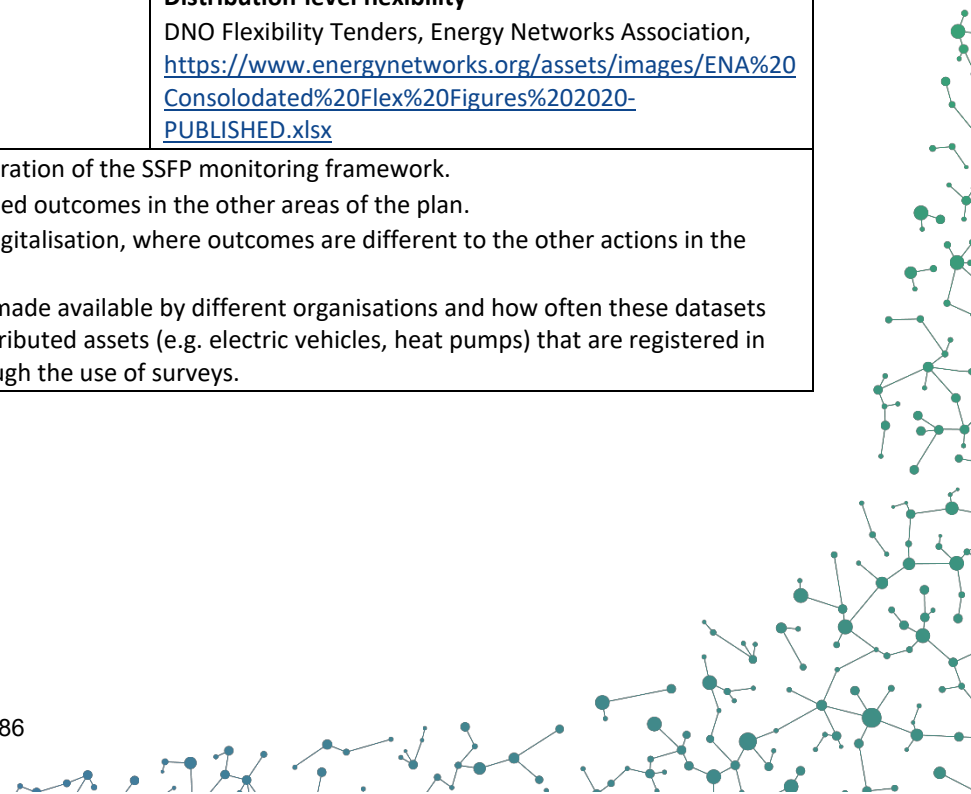 Distribution-level flexibility
DNO Flexibility Tenders, Energy Networks Association,
https://www.energynetworks.org/assets/images/ENA%20
Consolodated%20Flex%20Figures%202020-
PUBLISHED.xlsx
ration of the SSFP monitoring framework.
ed outcomes in the other areas of the plan.
gitalisation, where outcomes are different to the other actions in the
made available by different organisations and how often these datasets
ributed assets (e.g. electric vehicles, heat pumps) that are registered in
ugh the use of surveys.
86